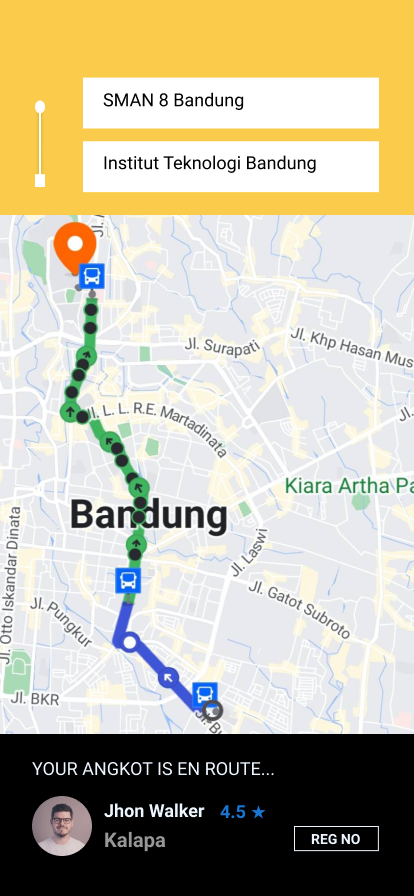 SMAN 8 Bandung
Institut Teknologi Bandung
Jl. Surapati
Jl. Khp Hasan Mus
Jl. L. L. R.E. Martadinata
Kiara Artha Pa
Bandung
Jl. Otto Iskandar Dinata
Jl. Laswi
Jl. Gatot Subroto
Jl. Pungkur
Jl. BKR
YOUR ANGKOT IS EN ROUTE...
Jhon Walker 4.5 ★
Kalapa
REG NO